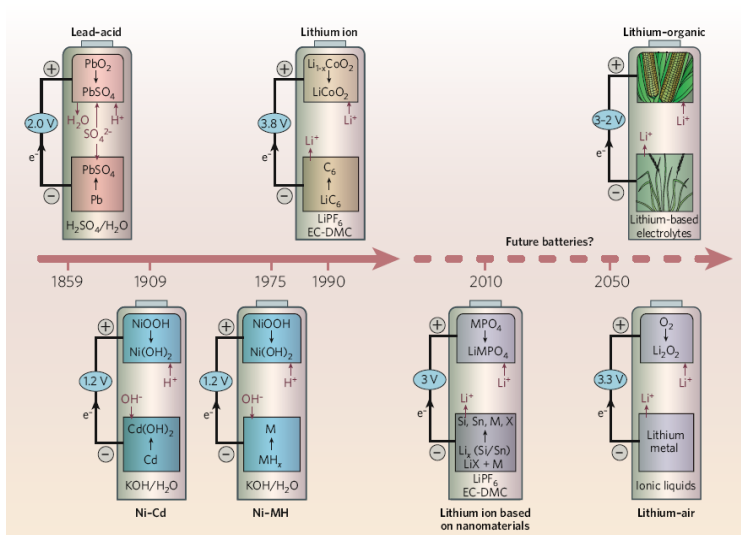 Lead-acid
+
PbO₂
PbSO₄
H₂O
H⁺
SO₄²⁻
2.0 V
e⁻
PbSO₄
Pb
−
H₂SO₄/H₂O
Lithium ion
+
Li₁₋ₓCoO₂
LiCoO₂
Li⁺
3.8 V
Li⁺
e⁻
C₆
LiC₆
−
LiPF₆
EC-DMC
Lithium-organic
+
Li⁺
3-2 V
Li⁺
e⁻
−
Lithium-based
electrolytes
Future batteries?
1859
1909
1975
1990
2010
2050
+
NiOOH
Ni(OH)₂
H⁺
1.2 V
OH⁻
e⁻
Cd(OH)₂
Cd
−
KOH/H₂O
Ni-Cd
+
NiOOH
Ni(OH)₂
H⁺
1.2 V
OH⁻
e⁻
M
MHₓ
−
KOH/H₂O
Ni-MH
+
MPO₄
LiMPO₄
Li⁺
3 V
Li⁺
e⁻
Si, Sn, M, X
Liₓ (Si/Sn)
LiX + M
−
LiPF₆
EC-DMC
Lithium ion based
on nanomaterials
+
O₂
Li₂O₂
Li⁺
3.3 V
Li⁺
e⁻
Lithium
metal
−
Ionic liquids
Lithium-air